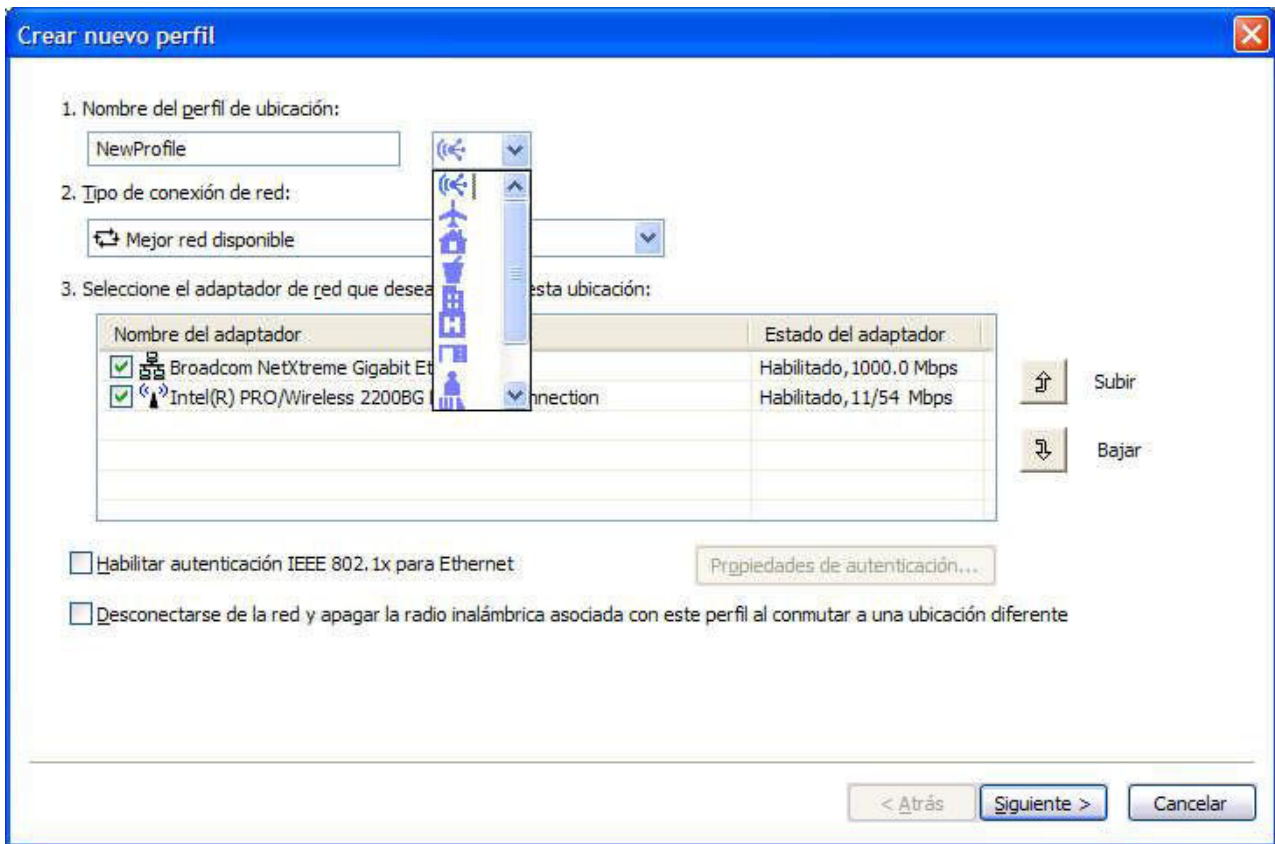 Crear nuevo perfil
1. Nombre del perfil de ubicación:
NewProfile
2. Tipo de conexión de red:
Mejor red disponible
3. Seleccione el adaptador de red que desea esta ubicación:
Nombre del adaptador Estado del adaptador
Broadcom NetXtreme Gigabit Et Habilitado, 1000.0 Mbps
Intel(R) PRO/Wireless 2200BG nnection Habilitado, 11/54 Mbps
Subir
Bajar
Habilitar autenticación IEEE 802.1x para Ethernet Propiedades de autenticación...
Desconectarse de la red y apagar la radio inalámbrica asociada con este perfil al conmutar a una ubicación diferente
< Atrás Siguiente > Cancelar